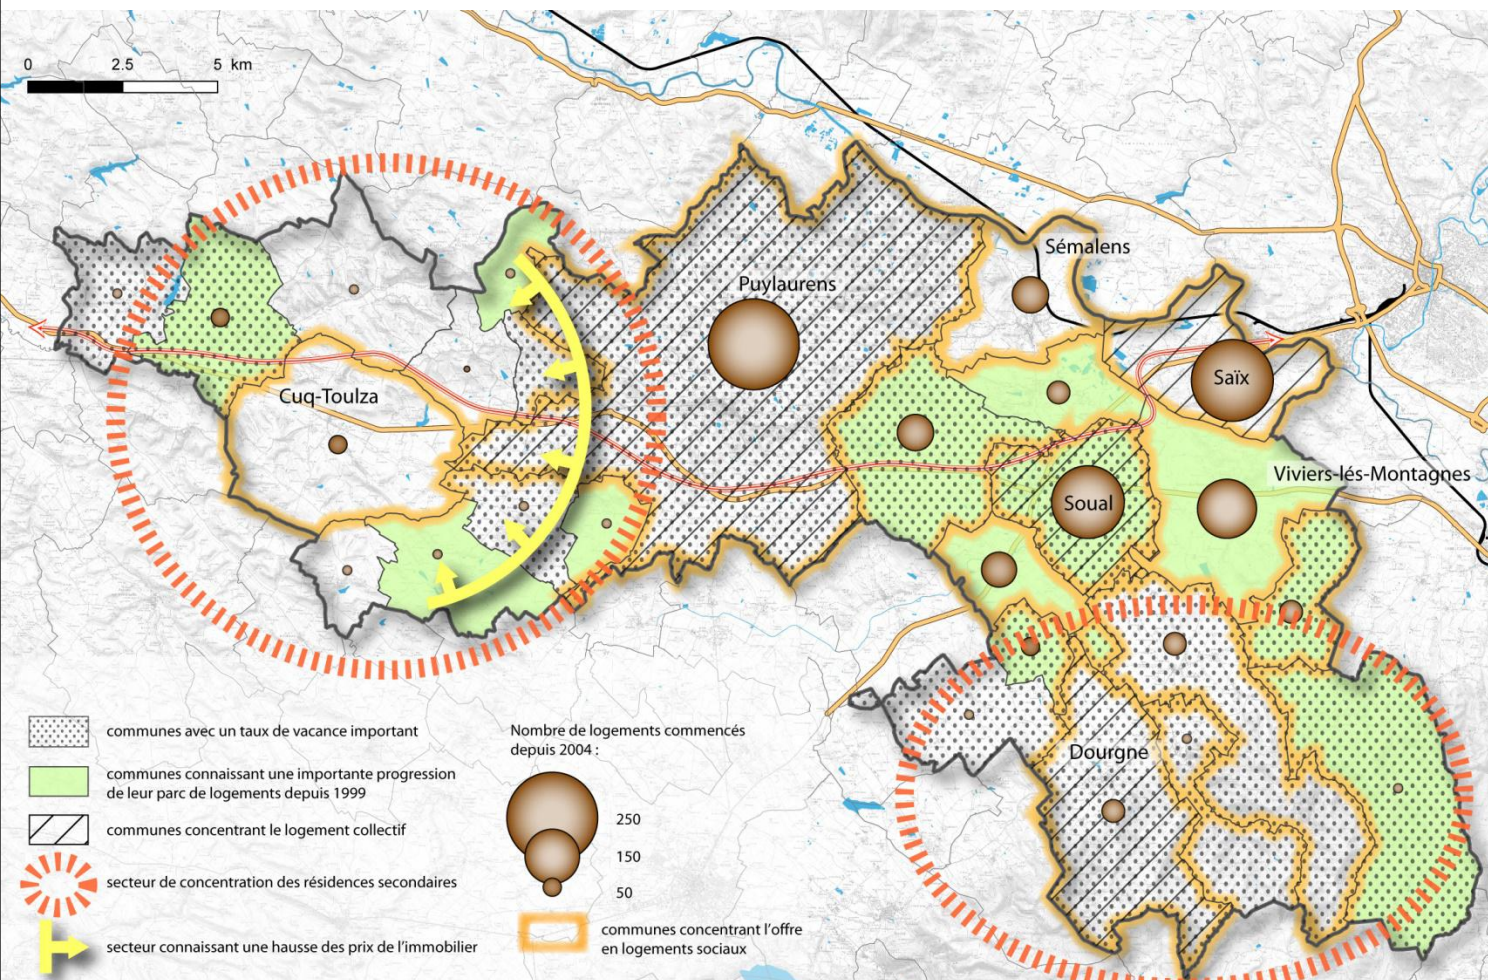 0 2.5 5 km
Sémalens
Puylaurens
Saïx
Cuq-Toulza
Viviers-lés-Montagnes
Soual
Dourgne
communes avec un taux de vacance important
communes connaissant une importante progression
de leur parc de logements depuis 1999
communes concentrant le logement collectif
secteur de concentration des résidences secondaires
secteur connaissant une hausse des prix de l'immobilier
Nombre de logements commencés
depuis 2004 :
250
150
50
communes concentrant l'offre
en logements sociaux